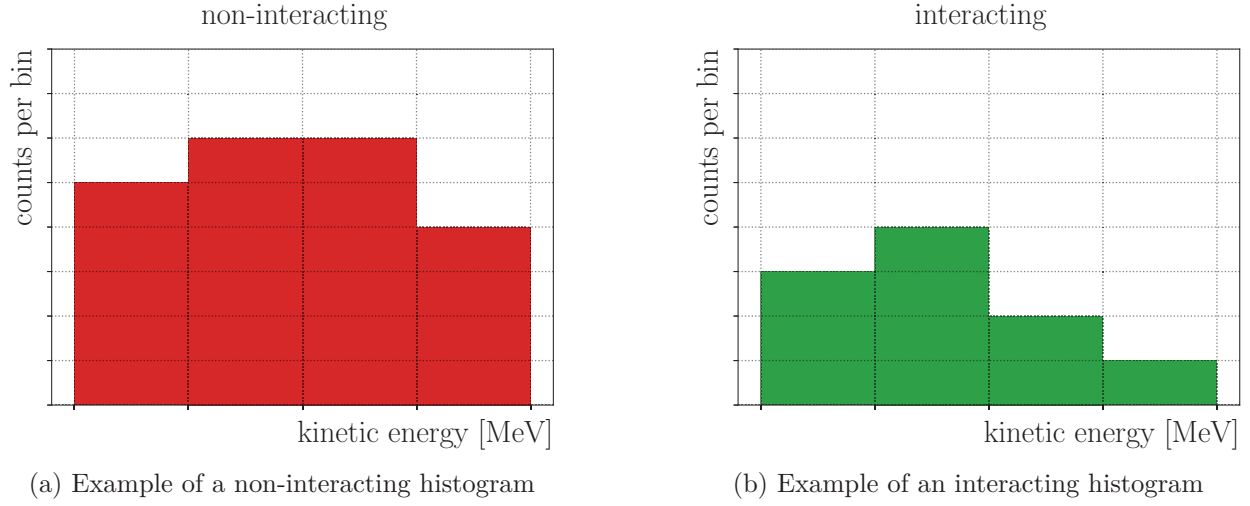 non-interacting
counts per bin
kinetic energy [MeV]
(a) Example of a non-interacting histogram
interacting
counts per bin
kinetic energy [MeV]
(b) Example of an interacting histogram